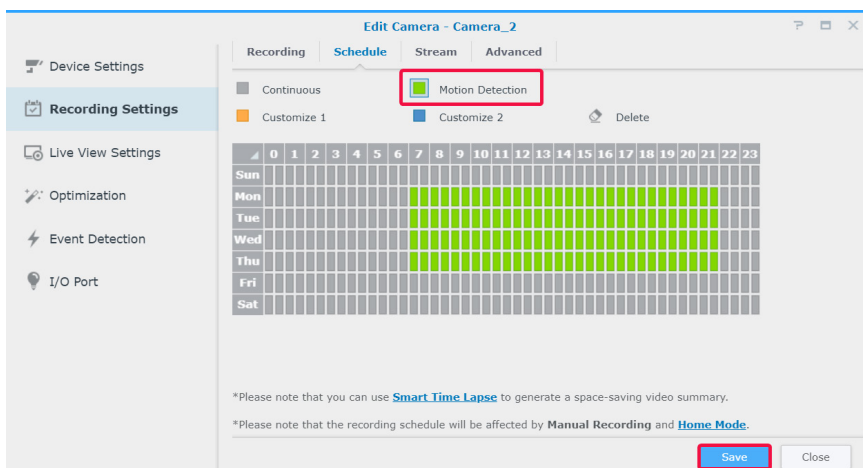 Edit Camera - Camera_2
Device Settings
Recording Settings
Live View Settings
Optimization
Event Detection
I/O Port
Recording Schedule Stream Advanced
Continuous Motion Detection
Customize 1 Customize 2 Delete
0 1 2 3 4 5 6 7 8 9 10 11 12 13 14 15 16 17 18 19 20 21 22 23
Sun
Mon
Tue
Wed
Thu
Fri
Sat
*Please note that you can use Smart Time Lapse to generate a space-saving video summary.
*Please note that the recording schedule will be affected by Manual Recording and Home Mode.
Save Close